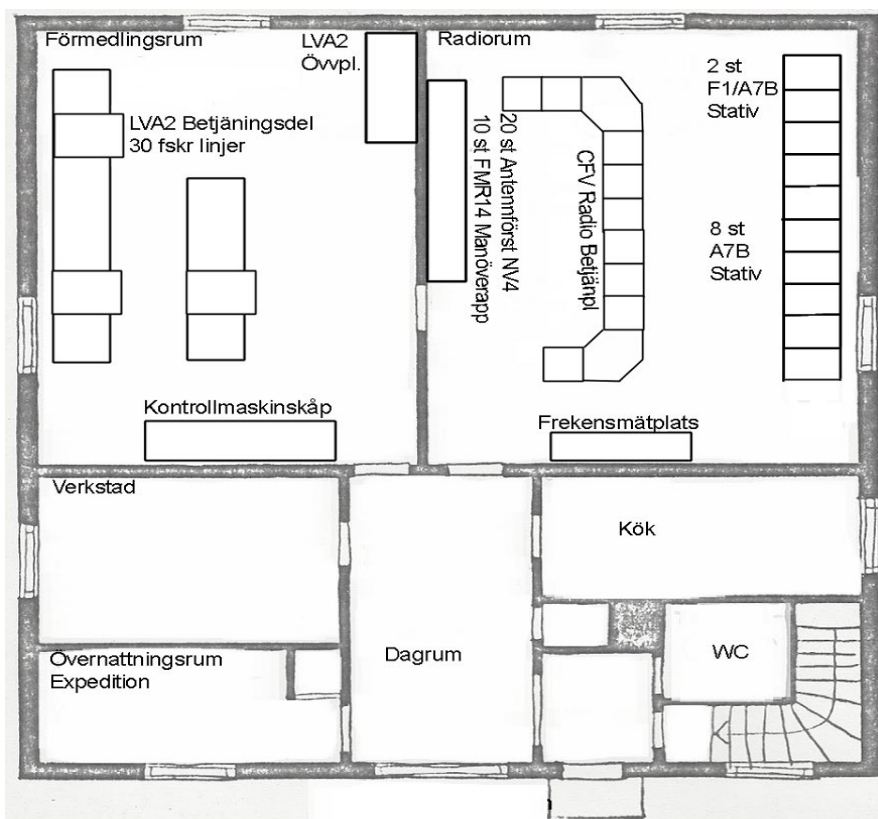 Förmedlingsrum
LVA2
Övvpl.
LVA2 Betjäningsdel
30 fskr linjer
Kontrollmaskinskåp
Radiorum
20 st Antennförst NV4
10 st FMR14 Manöverapp
CFV Radio Betjänpl
2 st
F1/A7B
Stativ
8 st
A7B
Stativ
Frekensmätplats
Verkstad
Kök
Övernattningsrum
Expedition
Dagrum
WC